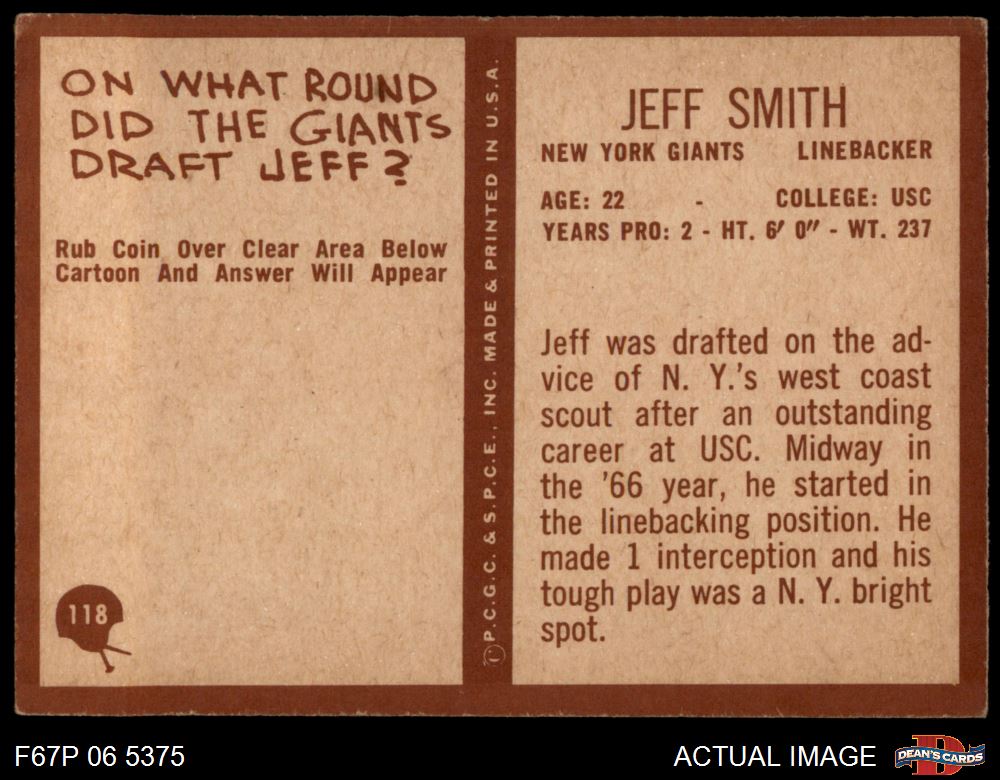 ON WHAT ROUND
DID THE GIANTS
DRAFT JEFF?
Rub Coin Over Clear Area Below
Cartoon And Answer Will Appear
118
© P.C.G.C. & S.P.C.E., INC. MADE & PRINTED IN U.S.A.
JEFF SMITH
NEW YORK GIANTS LINEBACKER
AGE: 22 - COLLEGE: USC
YEARS PRO: 2 - HT. 6' 0" - WT. 237
Jeff was drafted on the ad-
vice of N. Y.'s west coast
scout after an outstanding
career at USC. Midway in
the '66 year, he started in
the linebacking position. He
made 1 interception and his
tough play was a N. Y. bright
spot.
F67P 06 5375
ACTUAL IMAGE
DEAN'S CARDS